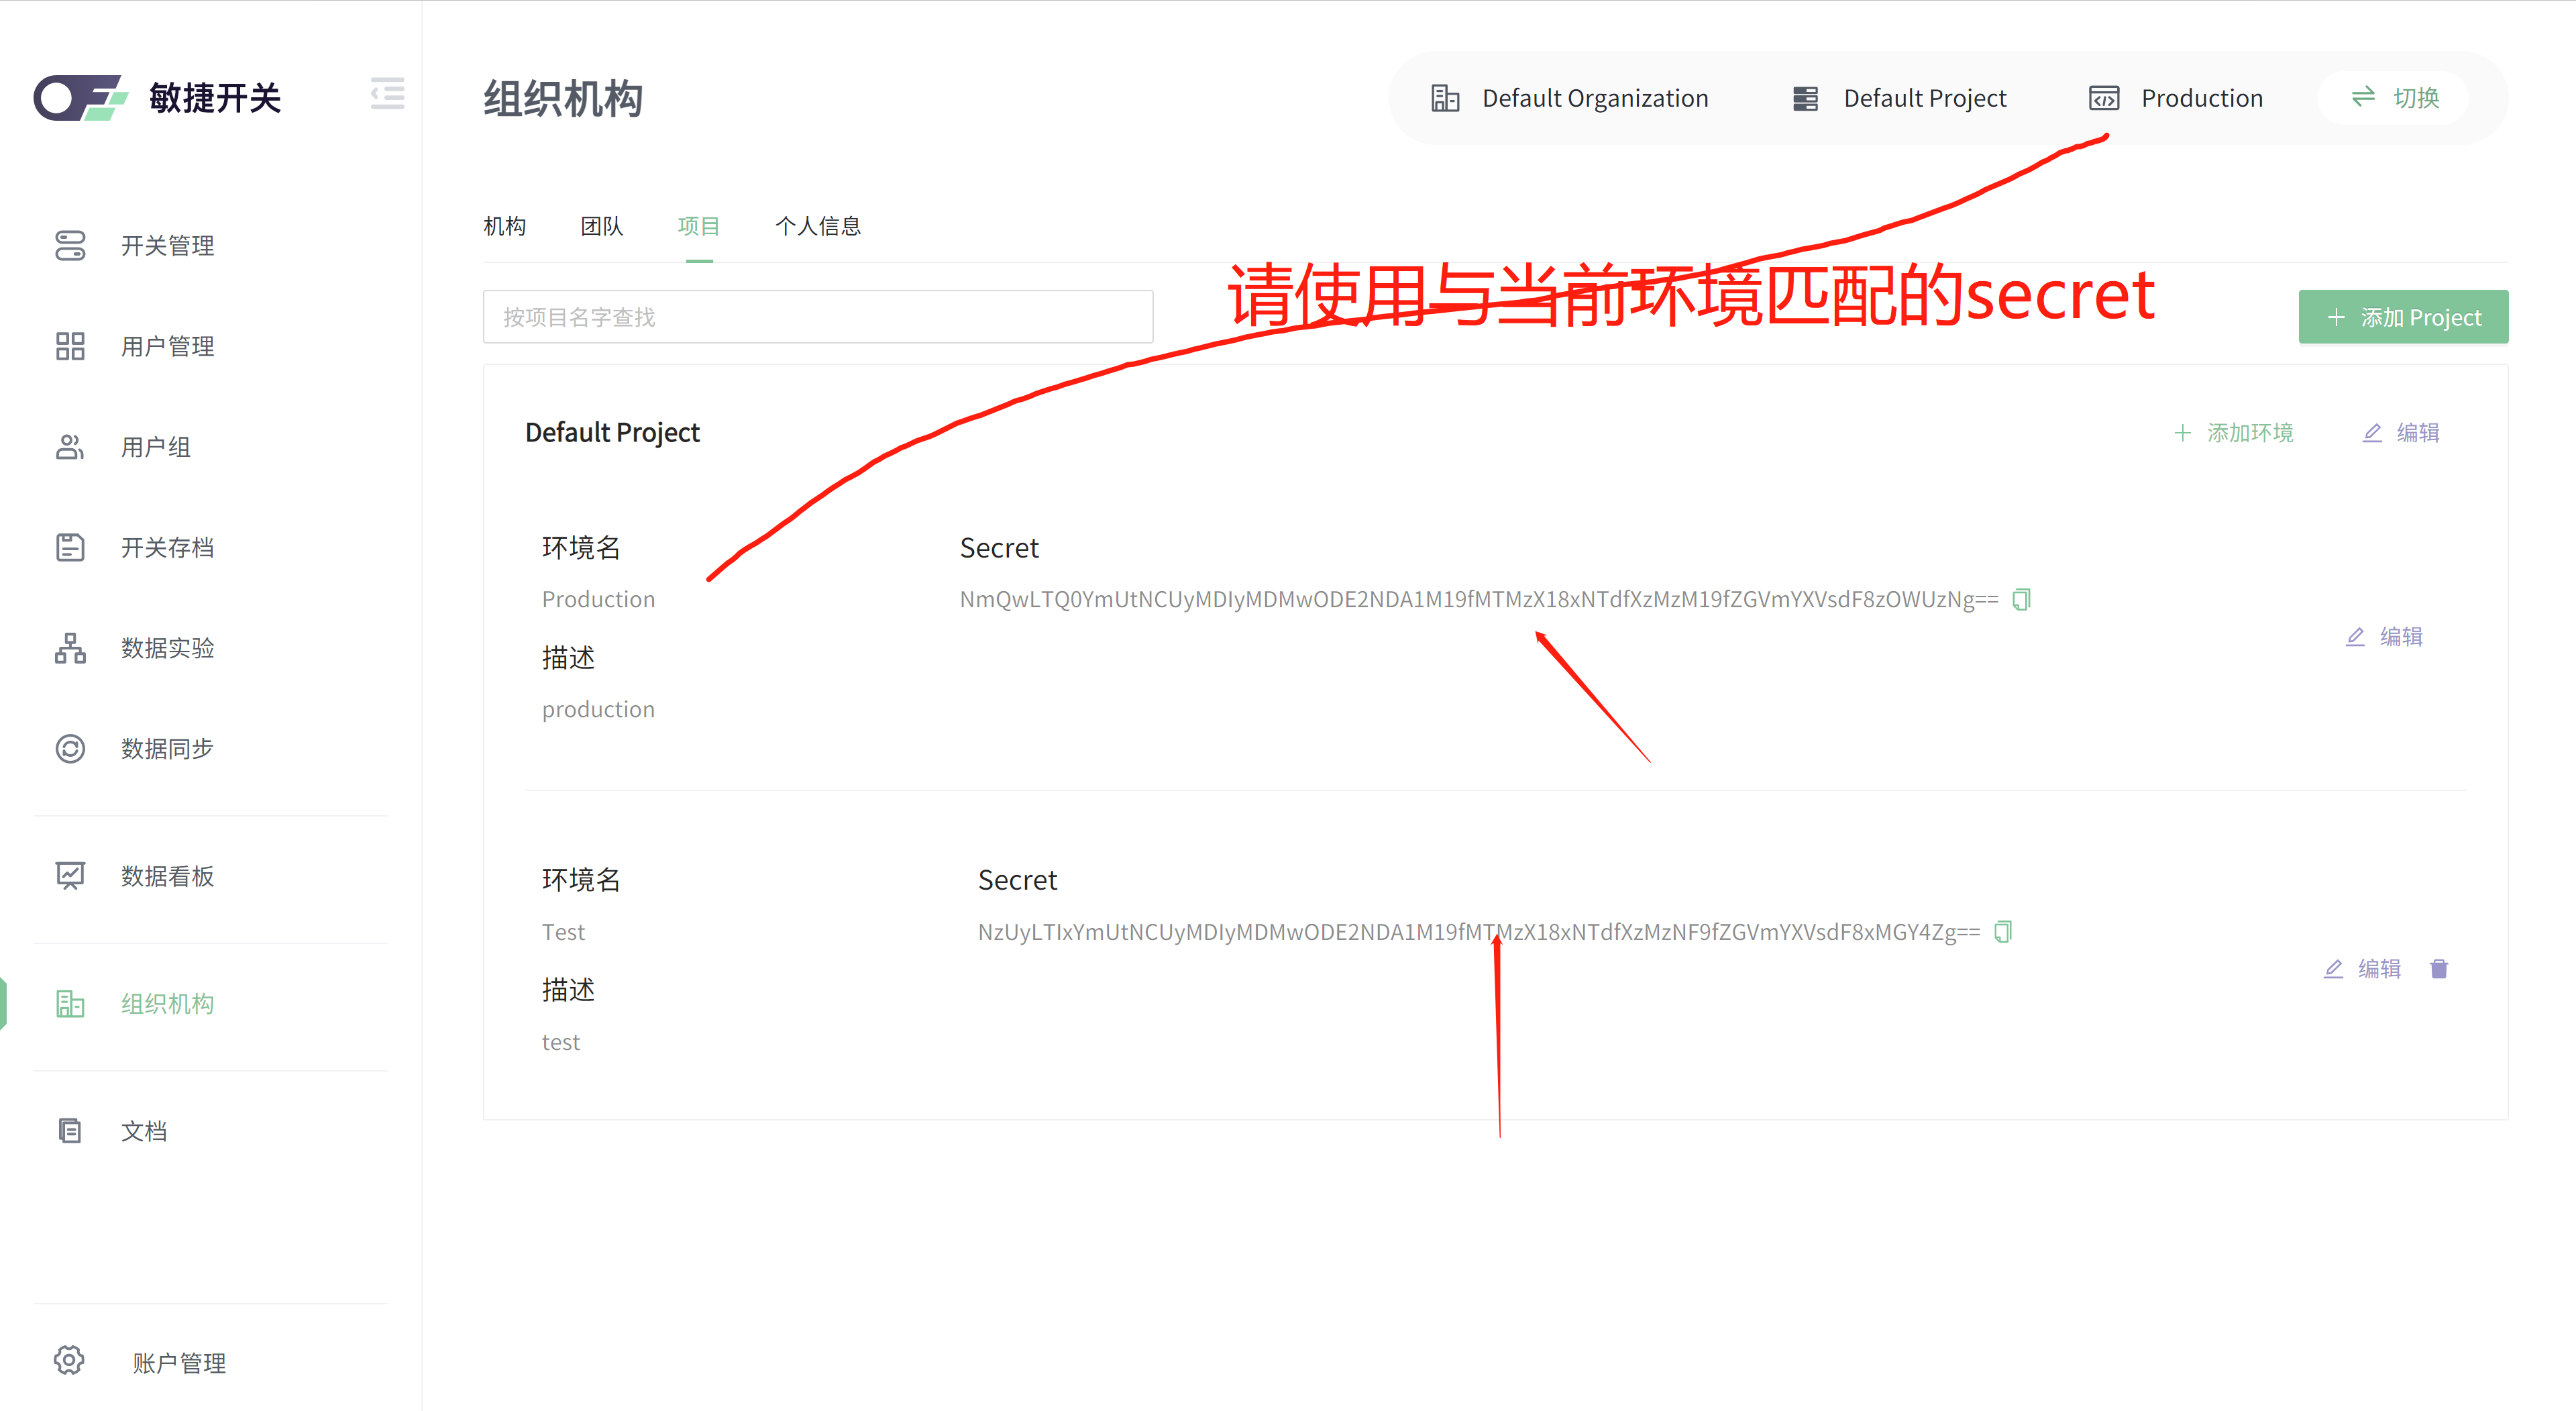 敏捷开关
组织机构
Default Organization
Default Project
Production
切换
开关管理
用户管理
用户组
开关存档
数据实验
数据同步
数据看板
组织机构
文档
账户管理
机构
团队
项目
个人信息
请使用与当前环境匹配的secret
按项目名字查找
添加 Project
Default Project
添加环境
编辑
环境名
Secret
Production
NmQwLTQ0YmUtNCUyMDIyMDMwODE2NDA1M19fMTMzX18xNTdfXzMzM19fZGVmYXVsdF8zOWUzNg==
描述
production
编辑
环境名
Secret
Test
NzUyLTIxYmUtNCUyMDIyMDMwODE2NDA1M19fMTMzX18xNTdfXzMzNF9fZGVmYXVsdF8xMGY4Zg==
描述
test
编辑